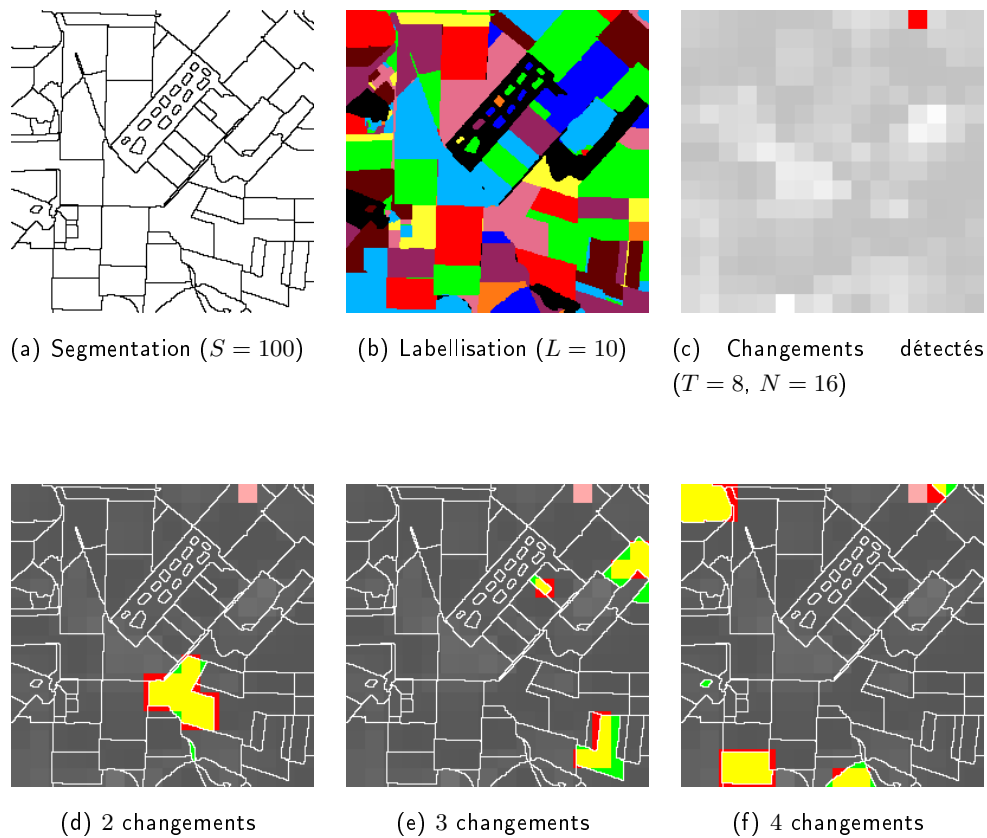 (a) Segmentation (S = 100)
(b) Labellisation (L = 10)
(c) Changements détectés
(T = 8, N = 16)
(d) 2 changements
(e) 3 changements
(f) 4 changements